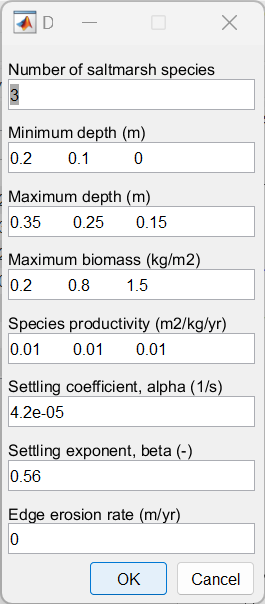 D
Number of saltmarsh species
3
Minimum depth (m)
0.2 0.1 0
Maximum depth (m)
0.35 0.25 0.15
Maximum biomass (kg/m2)
0.2 0.8 1.5
Species productivity (m2/kg/yr)
0.01 0.01 0.01
Settling coefficient, alpha (1/s)
4.2e-05
Settling exponent, beta (-)
0.56
Edge erosion rate (m/yr)
0
OK Cancel